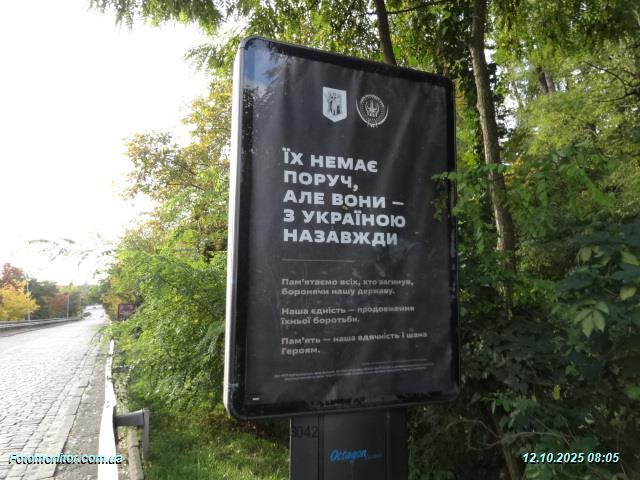 ЇХ НЕМАЄ
ПОРУЧ,
АЛЕ ВОНИ —
З УКРАЇНОЮ
НАЗАВЖДИ
Пам'ятаємо всіх, хто загинув,
боронячи нашу державу.
Наша єдність — продовження
їхньої боротьби.
Пам'ять — наша вдячність і шана
Героям.
3042
Octagon
Fotomonitor.com.ua
12.10.2025 08:05